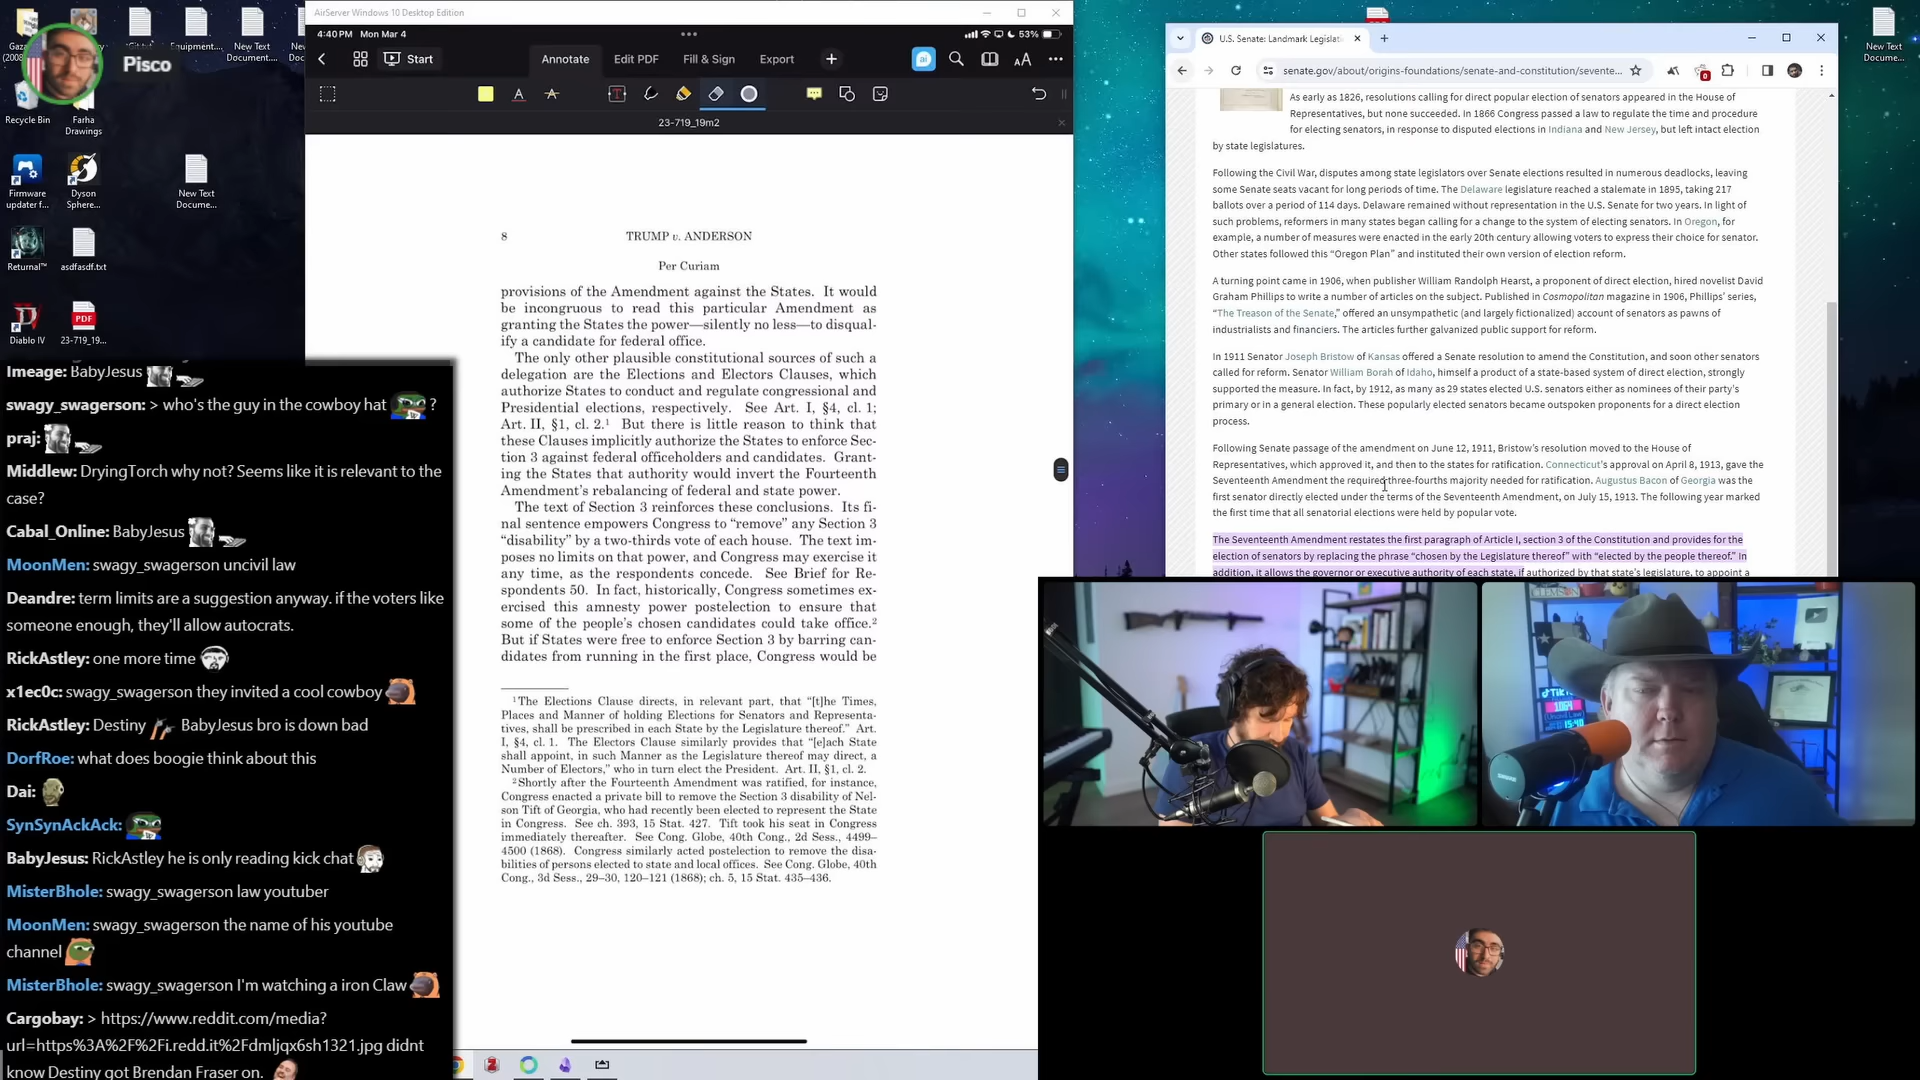 Pisco
Gaza
(2008
Equipment....
New Text
Document....
Recycle Bin
Farha
Drawings
Firmware
updater f...
Dyson
Sphere...
New Text
Docume...
Returnal™
asdfasdf.txt
Diablo IV
23-719_19...
New Text
Docume...
AirServer Windows 10 Desktop Edition
4:40 PM Mon Mar 4
53%
Start
Annotate
Edit PDF
Fill & Sign
Export
23-719_19m2
8
TRUMP v. ANDERSON
Per Curiam
provisions of the Amendment against the States. It would
be incongruous to read this particular Amendment as
granting the States the power—silently no less—to disqual-
ify a candidate for federal office.
The only other plausible constitutional sources of such a
delegation are the Elections and Electors Clauses, which
authorize States to conduct and regulate congressional and
Presidential elections, respectively. See Art. I, §4, cl. 1;
Art. II, §1, cl. 2.¹ But there is little reason to think that
these Clauses implicitly authorize the States to enforce Sec-
tion 3 against federal officeholders and candidates. Grant-
ing the States that authority would invert the Fourteenth
Amendment's rebalancing of federal and state power.
The text of Section 3 reinforces these conclusions. Its fi-
nal sentence empowers Congress to “remove” any Section 3
“disability” by a two-thirds vote of each house. The text im-
poses no limits on that power, and Congress may exercise it
any time, as the respondents concede. See Brief for Re-
spondents 50. In fact, historically, Congress sometimes ex-
ercised this amnesty power postelection to ensure that
some of the people's chosen candidates could take office.²
But if States were free to enforce Section 3 by barring can-
didates from running in the first place, Congress would be
¹ The Elections Clause directs, in relevant part, that “[t]he Times,
Places and Manner of holding Elections for Senators and Representa-
tives, shall be prescribed in each State by the Legislature thereof.” Art.
I, §4, cl. 1. The Electors Clause similarly provides that “[e]ach State
shall appoint, in such Manner as the Legislature thereof may direct, a
Number of Electors,” who in turn elect the President. Art. II, §1, cl. 2.
² Shortly after the Fourteenth Amendment was ratified, for instance,
Congress enacted a private bill to remove the Section 3 disability of Nel-
son Tift of Georgia, who had recently been elected to represent the State
in Congress. See ch. 393, 15 Stat. 427. Tift took his seat in Congress
immediately thereafter. See Cong. Globe, 40th Cong., 2d Sess., 4499–
4500 (1868). Congress similarly acted postelection to remove the disa-
bilities of persons elected to state and local offices. See Cong. Globe, 40th
Cong., 3d Sess., 29–30, 120–121 (1868); ch. 5, 15 Stat. 435–436.
U.S. Senate: Landmark Legislat
senate.gov/about/origins-foundations/senate-and-constitution/sevente...
As early as 1826, resolutions calling for direct popular election of senators appeared in the House of
Representatives, but none succeeded. In 1866 Congress passed a law to regulate the time and procedure
for electing senators, in response to disputed elections in Indiana and New Jersey, but left intact election
by state legislatures.
Following the Civil War, disputes among state legislators over Senate elections resulted in numerous deadlocks, leaving
some Senate seats vacant for long periods of time. The Delaware legislature reached a stalemate in 1895, taking 217
ballots over a period of 114 days. Delaware remained without representation in the U.S. Senate for two years. In light of
such problems, reformers in many states began calling for a change to the system of electing senators. In Oregon, for
example, a number of measures were enacted in the early 20th century allowing voters to express their choice for senator.
Other states followed this “Oregon Plan” and instituted their own version of election reform.
A turning point came in 1906, when publisher William Randolph Hearst, a proponent of direct election, hired novelist David
Graham Phillips to write a number of articles on the subject. Published in Cosmopolitan magazine in 1906, Phillips' series,
“The Treason of the Senate,” offered an unsympathetic (and largely fictionalized) account of senators as pawns of
industrialists and financiers. The articles further galvanized public support for reform.
In 1911 Senator Joseph Bristow of Kansas offered a Senate resolution to amend the Constitution, and soon other senators
called for reform. Senator William Borah of Idaho, himself a product of a state-based system of direct election, strongly
supported the measure. In fact, by 1912, as many as 29 states elected U.S. senators either as nominees of their party's
primary or in a general election. These popularly elected senators became outspoken proponents for a direct election
process.
Following Senate passage of the amendment on June 12, 1911, Bristow's resolution moved to the House of
Representatives, which approved it, and then to the states for ratification. Connecticut's approval on April 8, 1913, gave the
Seventeenth Amendment the required three-fourths majority needed for ratification. Augustus Bacon of Georgia was the
first senator directly elected under the terms of the Seventeenth Amendment, on July 15, 1913. The following year marked
the first time that all senatorial elections were held by popular vote.
The Seventeenth Amendment restates the first paragraph of Article I, section 3 of the Constitution and provides for the
election of senators by replacing the phrase “chosen by the Legislature thereof” with “elected by the people thereof.” In
addition, it allows the governor or executive authority of each state, if authorized by that state's legislature, to appoint a
Imeage: BabyJesus
swagy_swagerson: > who's the guy in the cowboy hat ?
praj:
Middlew: DryingTorch why not? Seems like it is relevant to the
case?
Cabal_Online: BabyJesus
MoonMen: swagy_swagerson uncivil law
Deandre: term limits are a suggestion anyway. if the voters like
someone enough, they'll allow autocrats.
RickAstley: one more time
x1ec0c: swagy_swagerson they invited a cool cowboy
RickAstley: Destiny BabyJesus bro is down bad
DorfRoe: what does boogie think about this
Dai:
SynSynAckAck:
BabyJesus: RickAstley he is only reading kick chat
MisterBhole: swagy_swagerson law youtuber
MoonMen: swagy_swagerson the name of his youtube
channel
MisterBhole: swagy_swagerson I'm watching a iron Claw
Cargobay: > https://www.reddit.com/media?
url=https%3A%2F%2Fi.redd.it%2Fdmljqx6sh1321.jpg didnt
know Destiny got Brendan Fraser on.
CLEMSON
TikT
1064
15:40